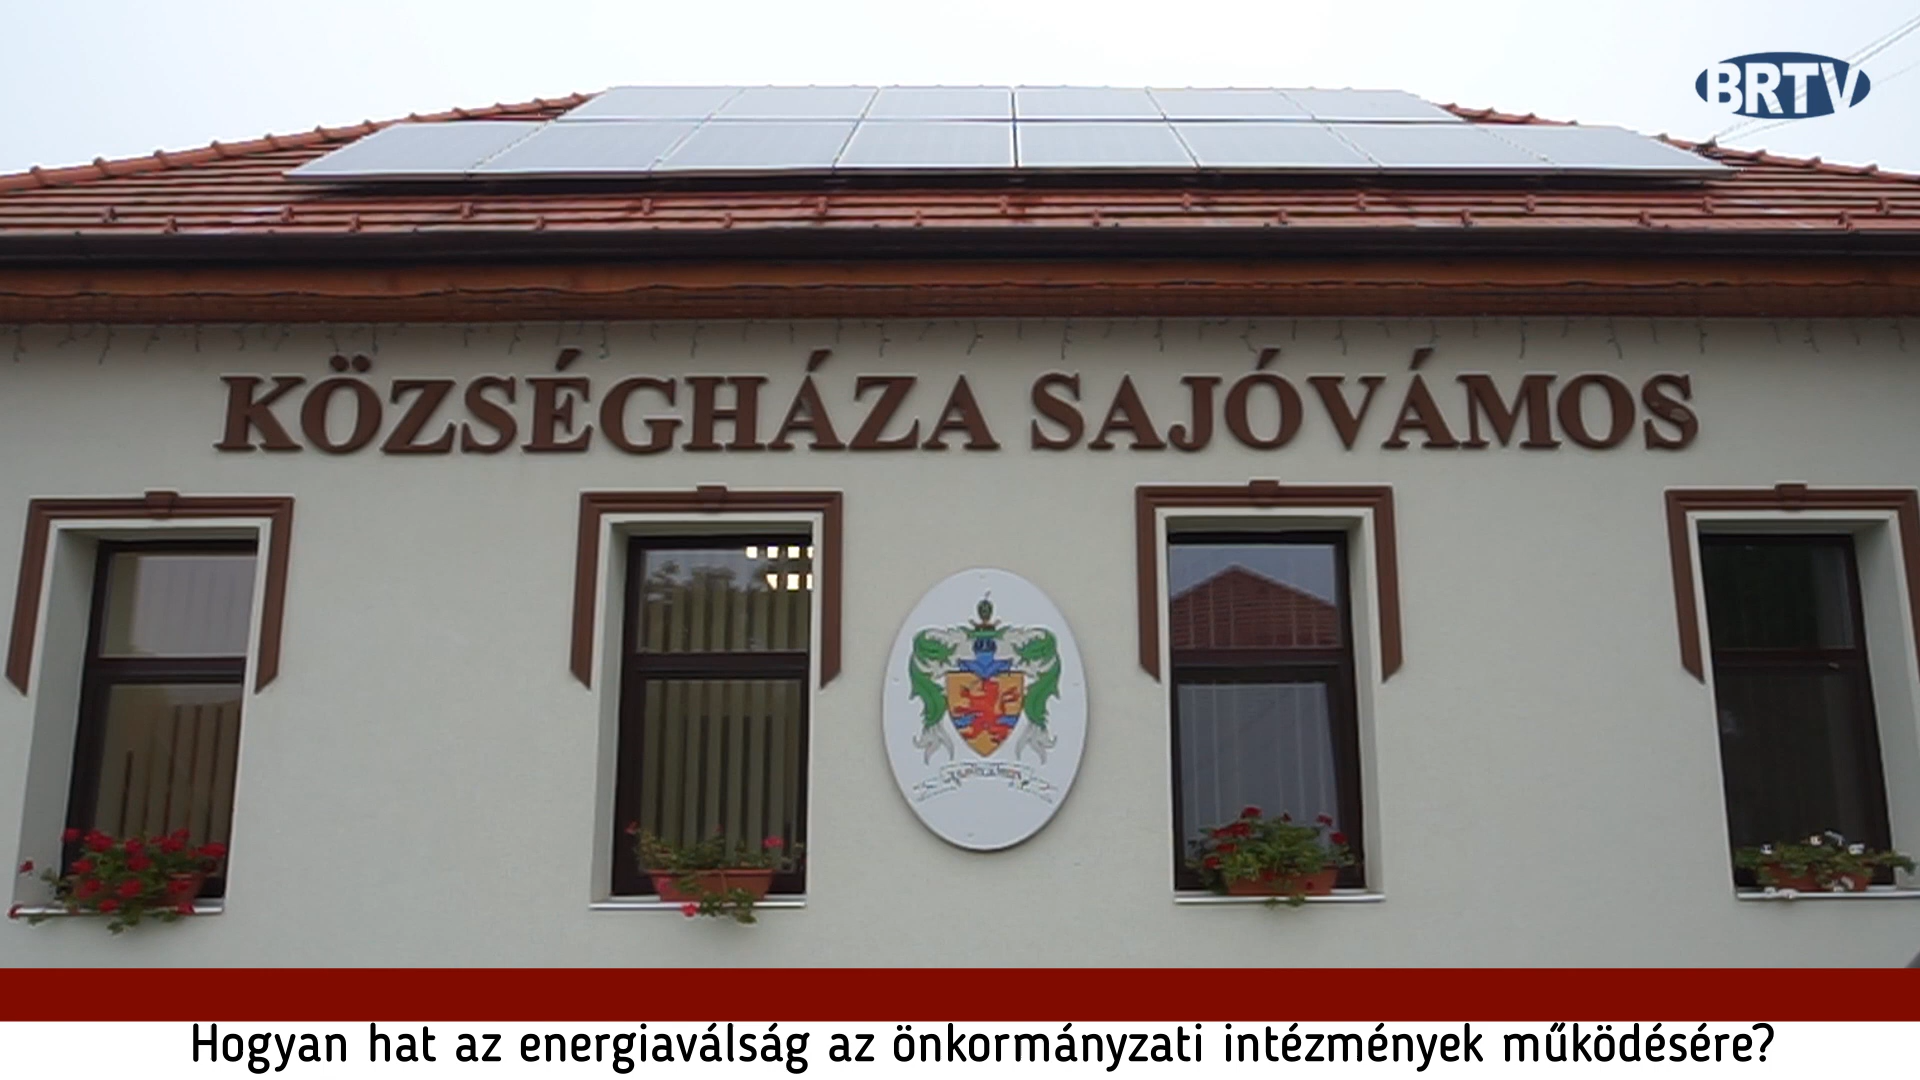 BRTV
KÖZSÉGHÁZA SAJÓVÁMOS
Hogyan hat az energiaválság az önkormányzati intézmények működésére?